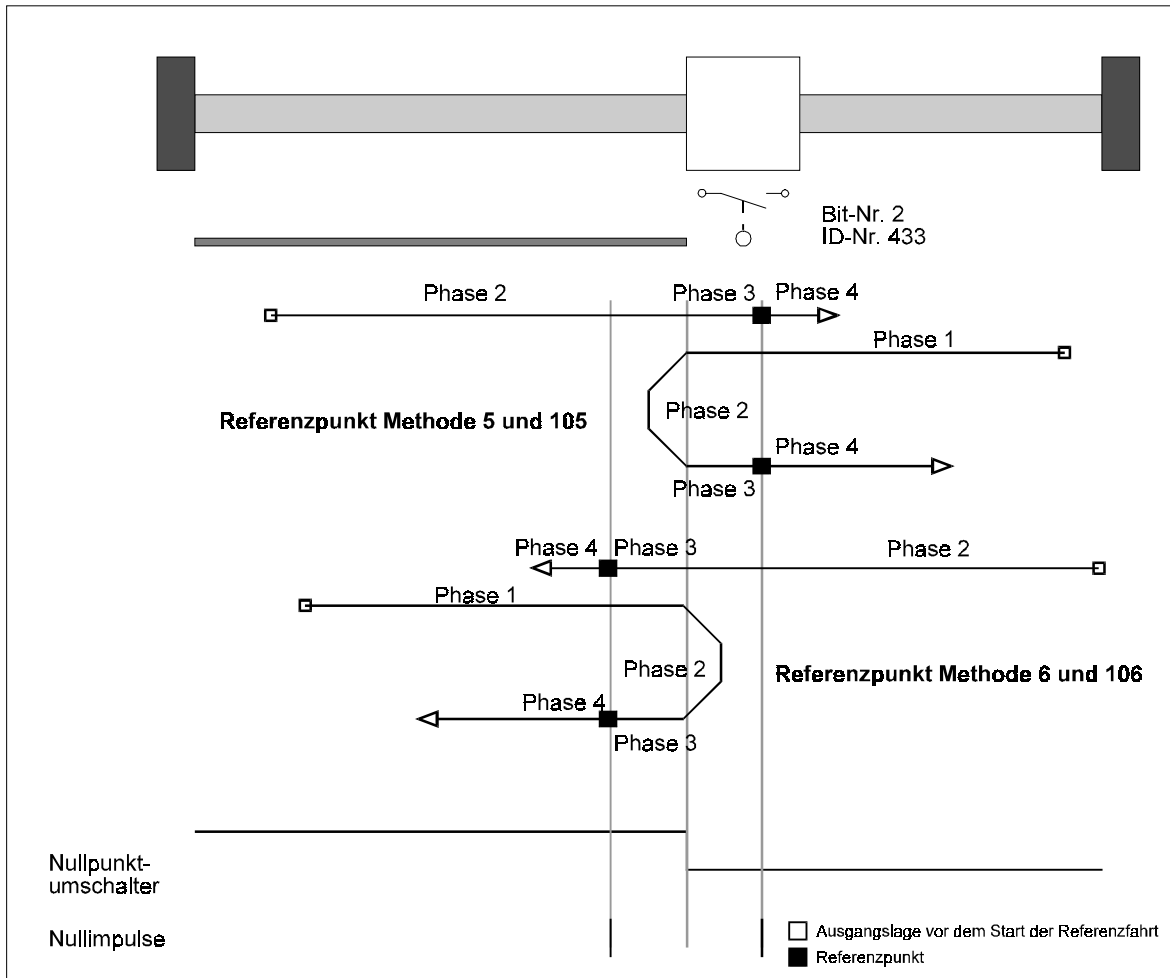 Bit-Nr. 2
ID-Nr. 433
Phase 2
Phase 3
Phase 4
Phase 1
Referenzpunkt Methode 5 und 105
Phase 2
Phase 4
Phase 3
Phase 4
Phase 3
Phase 2
Phase 1
Phase 2
Referenzpunkt Methode 6 und 106
Phase 4
Phase 3
Nullpunkt-
umschalter
Nullimpulse
Ausgangslage vor dem Start der Referenzfahrt
Referenzpunkt